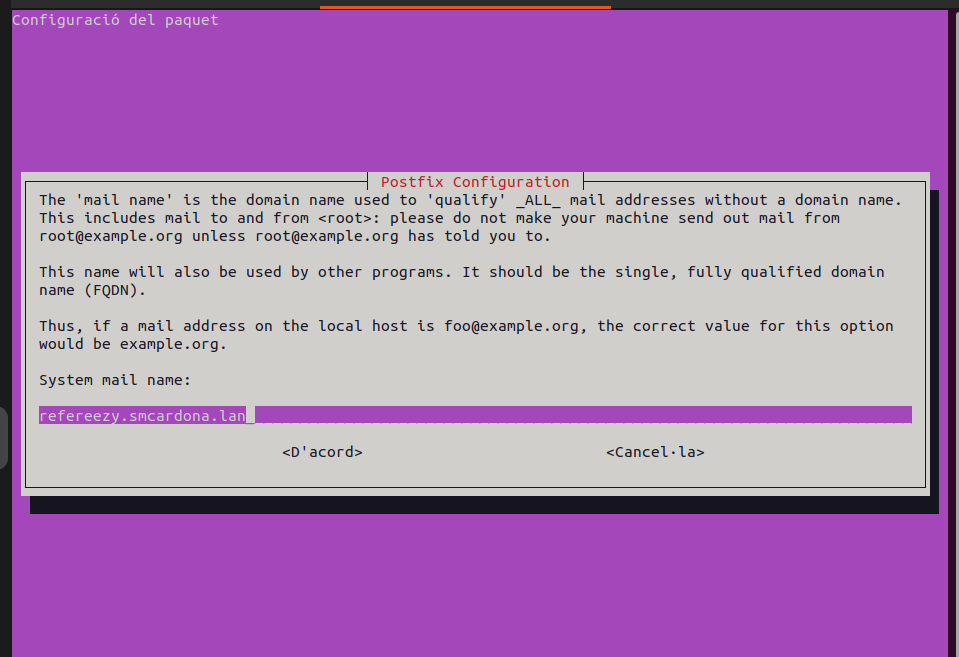 Configuració del paquet
Postfix Configuration
The 'mail name' is the domain name used to 'qualify' _ALL_ mail addresses without a domain name.
This includes mail to and from <root>: please do not make your machine send out mail from
root@example.org unless root@example.org has told you to.
This name will also be used by other programs. It should be the single, fully qualified domain
name (FQDN).
Thus, if a mail address on the local host is foo@example.org, the correct value for this option
would be example.org.
System mail name:
refereezy.smcardona.lan
<D'acord> <Cancel·la>